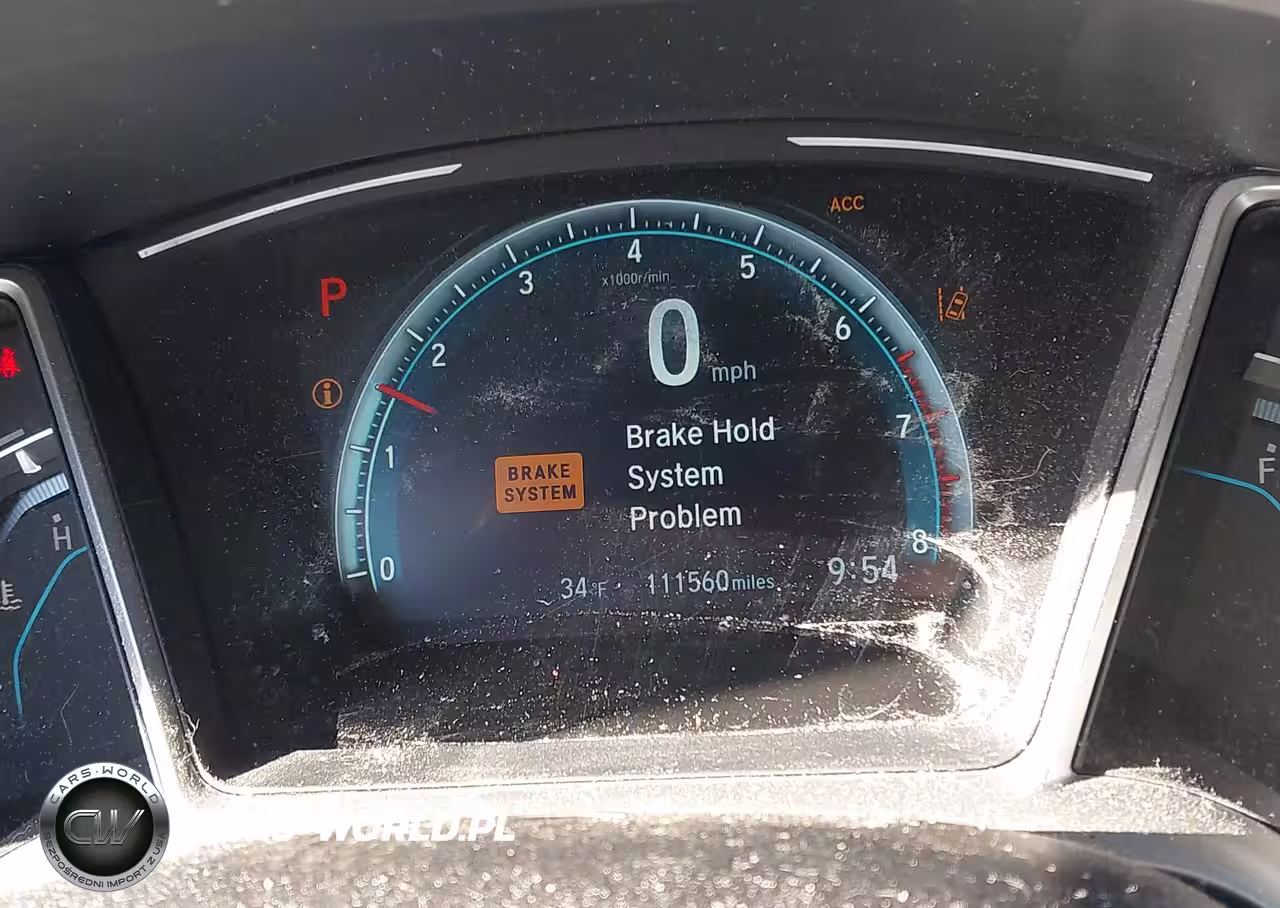 ACC
4
3
5
x1000r/min
P
0 mph
6
2
i
Brake Hold
7
1
BRAKE
SYSTEM
System
F
Problem
H
8
0
34°F 111560 miles 9:54
CARS-WORLD
CW
BEZPOŚREDNI IMPORT Z USA
WORLD.PL